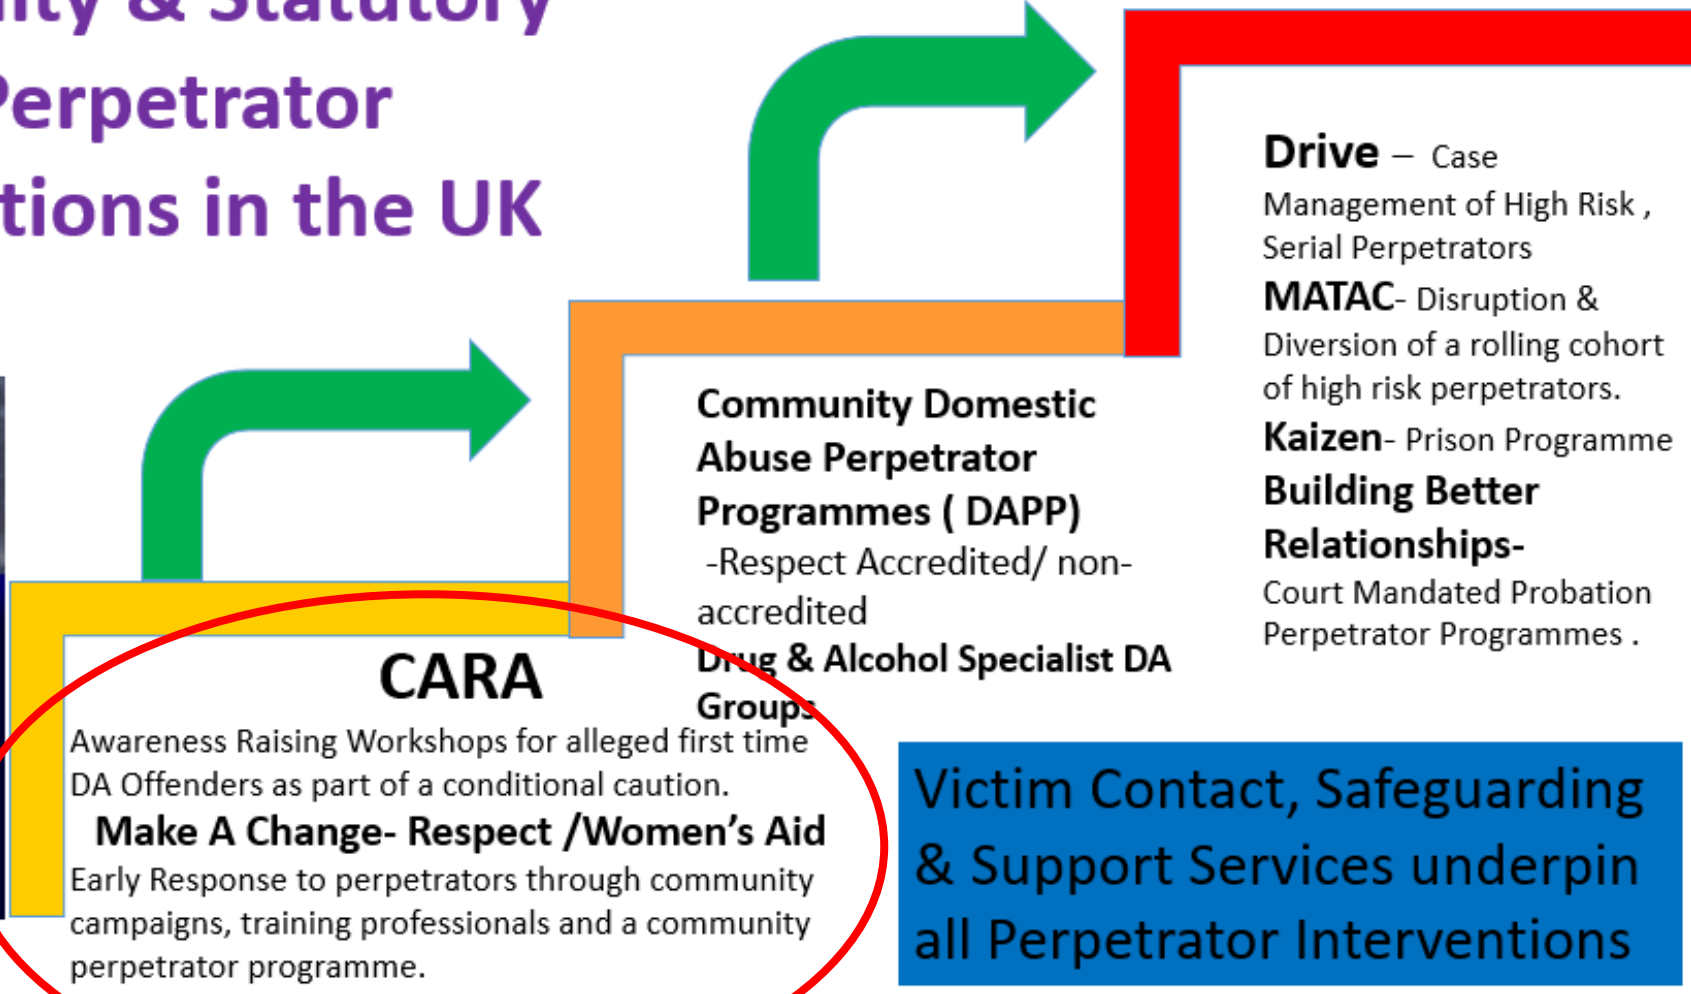 ity & Statutory
Perpetrator
tions in the UK
CARA
Awareness Raising Workshops for alleged first time
DA Offenders as part of a conditional caution.
Make A Change- Respect /Women's Aid
Early Response to perpetrators through community
campaigns, training professionals and a community
perpetrator programme.
Community Domestic
Abuse Perpetrator
Programmes ( DAPP)
-Respect Accredited/ non-
accredited
Drug & Alcohol Specialist DA
Groups
Drive – Case
Management of High Risk ,
Serial Perpetrators
MATAC- Disruption &
Diversion of a rolling cohort
of high risk perpetrators.
Kaizen- Prison Programme
Building Better
Relationships-
Court Mandated Probation
Perpetrator Programmes .
Victim Contact, Safeguarding
& Support Services underpin
all Perpetrator Interventions